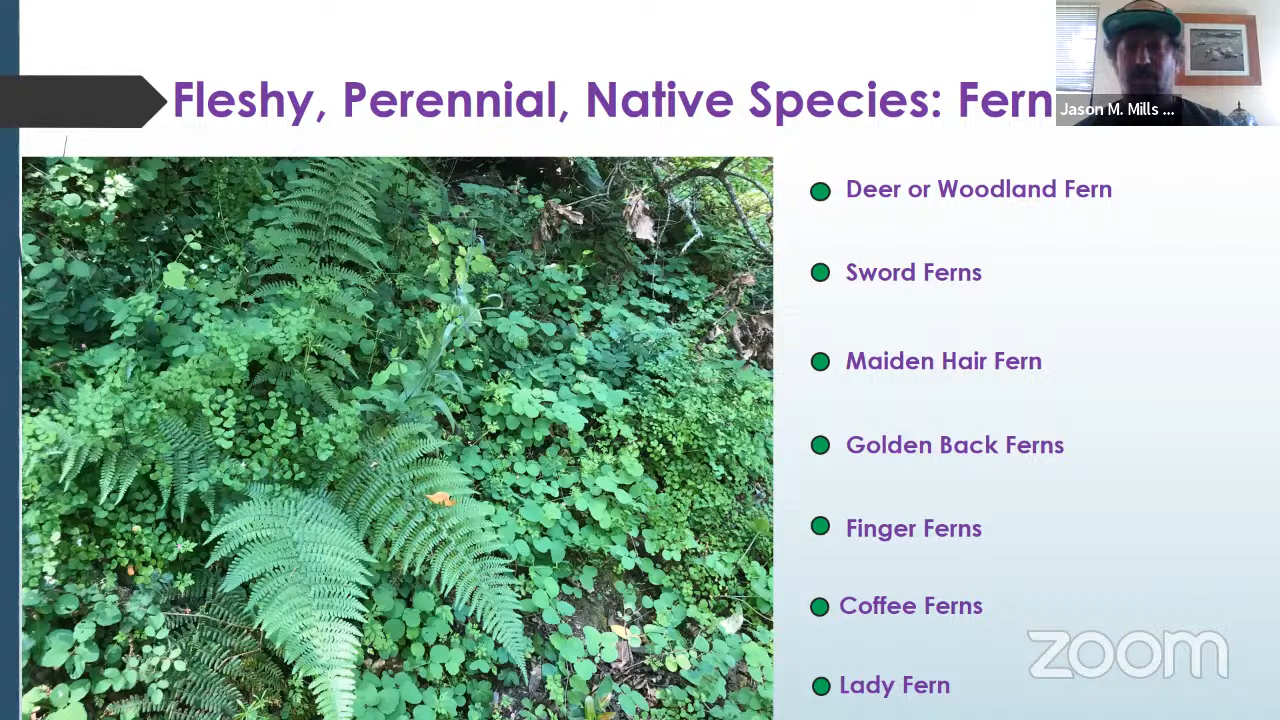 Fleshy, Perennial, Native Species: Fern
Jason M. Mills ...
Deer or Woodland Fern
Sword Ferns
Maiden Hair Fern
Golden Back Ferns
Finger Ferns
Coffee Ferns
Lady Fern
zoom